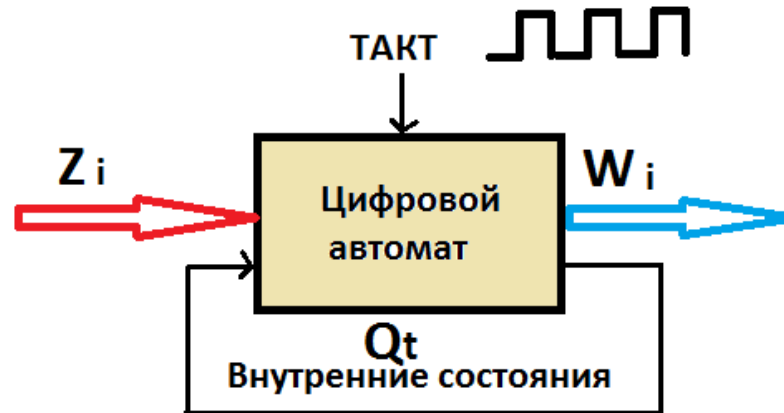 ТАКТ
Z i
W i
Цифровой
автомат
Qt
Внутренние состояния